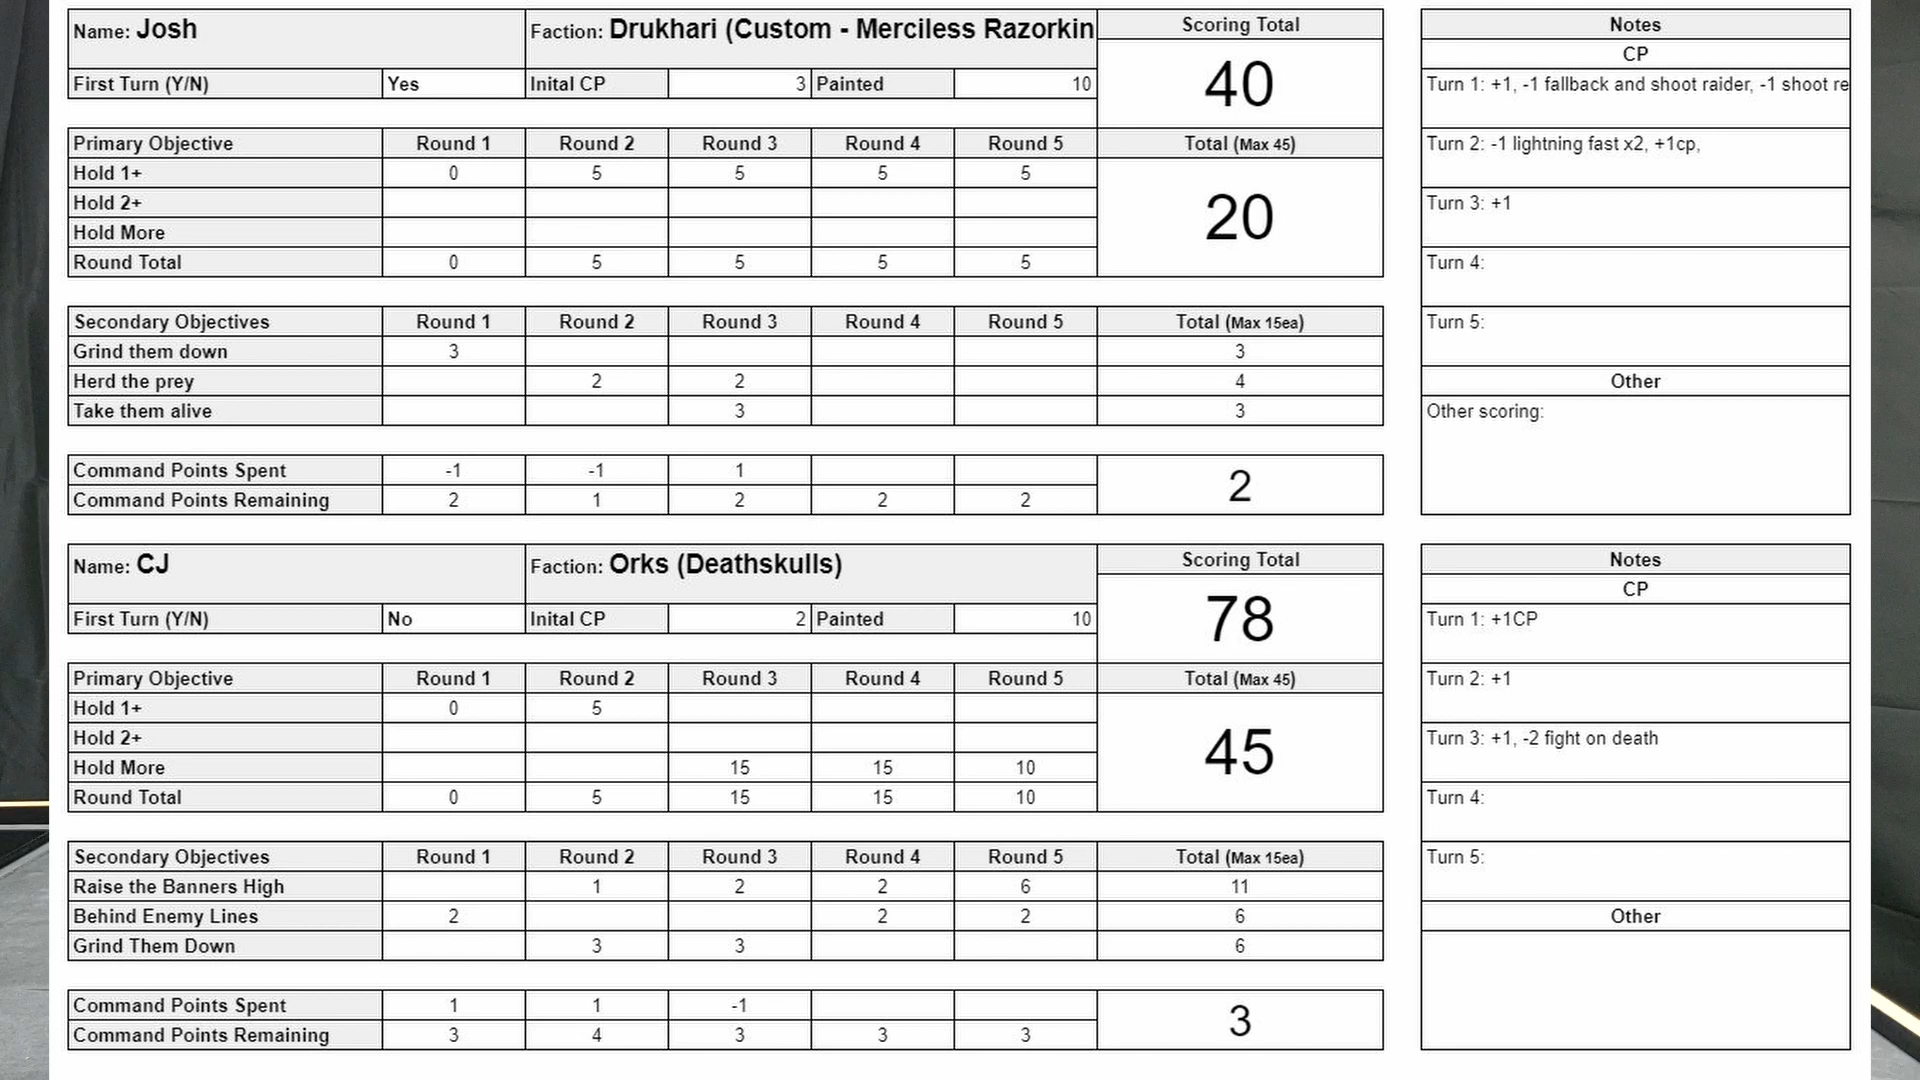 Name: Josh Faction: Drukhari (Custom - Merciless Razorkin Scoring Total
First Turn (Y/N) Yes Inital CP 3 Painted 10 40
Primary Objective Round 1 Round 2 Round 3 Round 4 Round 5 Total (Max 45)
Hold 1+ 0 5 5 5 5
Hold 2+ 20
Hold More
Round Total 0 5 5 5 5
Secondary Objectives Round 1 Round 2 Round 3 Round 4 Round 5 Total (Max 15ea)
Grind them down 3 3
Herd the prey 2 2 4
Take them alive 3 3
Command Points Spent -1 -1 1 2
Command Points Remaining 2 1 2 2 2
Notes
CP
Turn 1: +1, -1 fallback and shoot raider, -1 shoot re
Turn 2: -1 lightning fast x2, +1cp,
Turn 3: +1
Turn 4:
Turn 5:
Other
Other scoring:
Name: CJ Faction: Orks (Deathskulls) Scoring Total
First Turn (Y/N) No Inital CP 2 Painted 10 78
Primary Objective Round 1 Round 2 Round 3 Round 4 Round 5 Total (Max 45)
Hold 1+ 0 5
Hold 2+ 45
Hold More 15 15 10
Round Total 0 5 15 15 10
Secondary Objectives Round 1 Round 2 Round 3 Round 4 Round 5 Total (Max 15ea)
Raise the Banners High 1 2 2 6 11
Behind Enemy Lines 2 2 2 6
Grind Them Down 3 3 6
Command Points Spent 1 1 -1 3
Command Points Remaining 3 4 3 3 3
Notes
CP
Turn 1: +1CP
Turn 2: +1
Turn 3: +1, -2 fight on death
Turn 4:
Turn 5:
Other